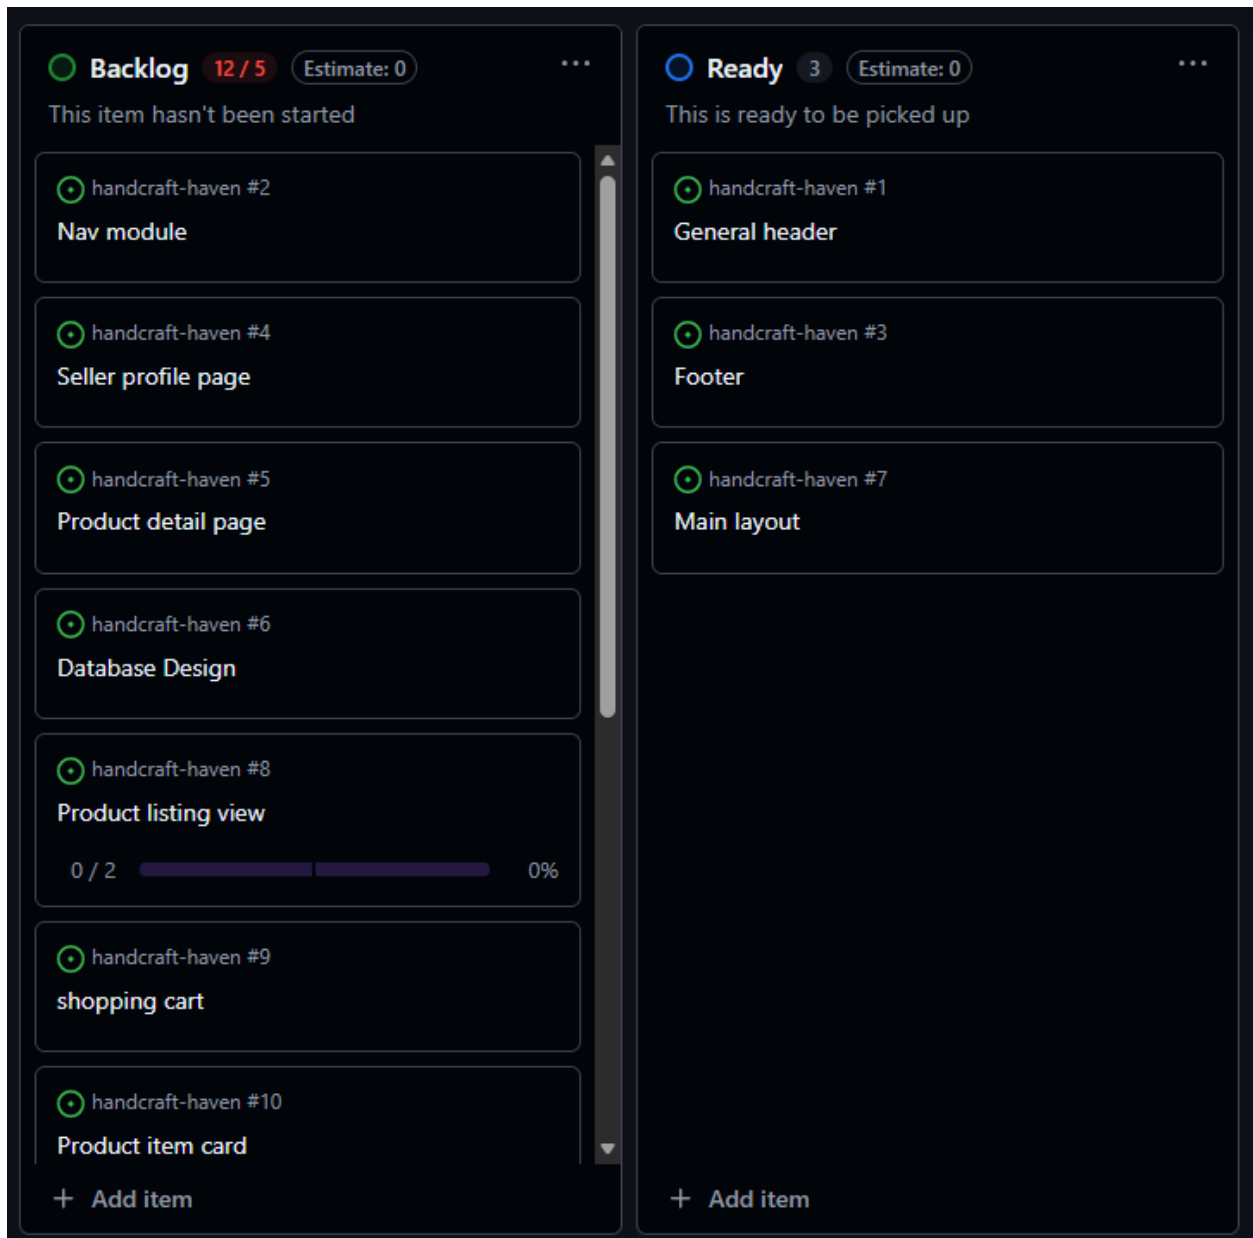 Backlog 12 / 5 Estimate: 0 ...
This item hasn't been started
handcraft-haven #2
Nav module
handcraft-haven #4
Seller profile page
handcraft-haven #5
Product detail page
handcraft-haven #6
Database Design
handcraft-haven #8
Product listing view
0 / 2 0%
handcraft-haven #9
shopping cart
handcraft-haven #10
Product item card
+ Add item
Ready 3 Estimate: 0 ...
This is ready to be picked up
handcraft-haven #1
General header
handcraft-haven #3
Footer
handcraft-haven #7
Main layout
+ Add item